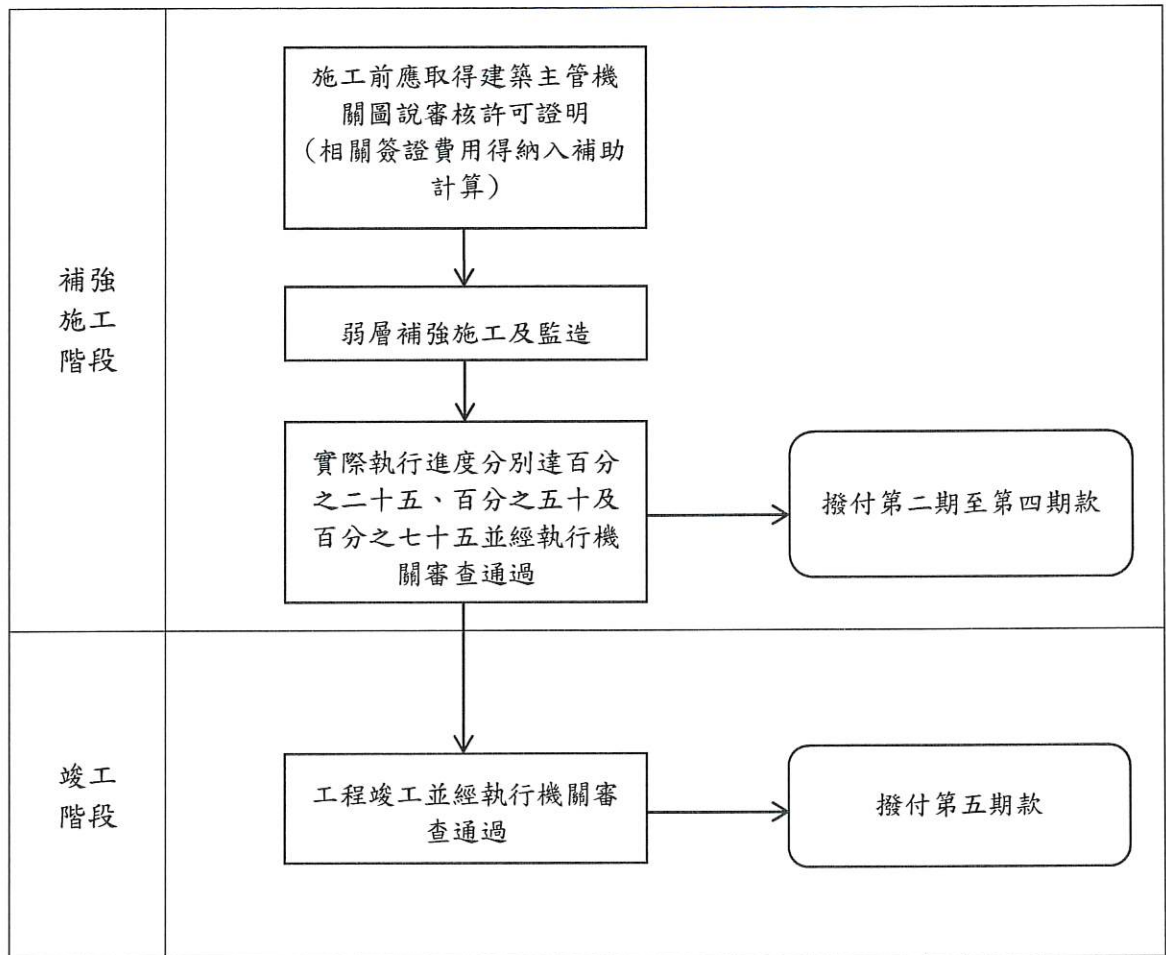 施工前應取得建築主管機
關圖說審核許可證明
（相關簽證費用得納入補助
計算）
補強
施工
階段
弱層補強施工及監造
實際執行進度分別達百分
之二十五、百分之五十及
百分之七十五並經執行機
關審查通過
撥付第二期至第四期款
竣工
階段
工程竣工並經執行機關審
查通過
撥付第五期款